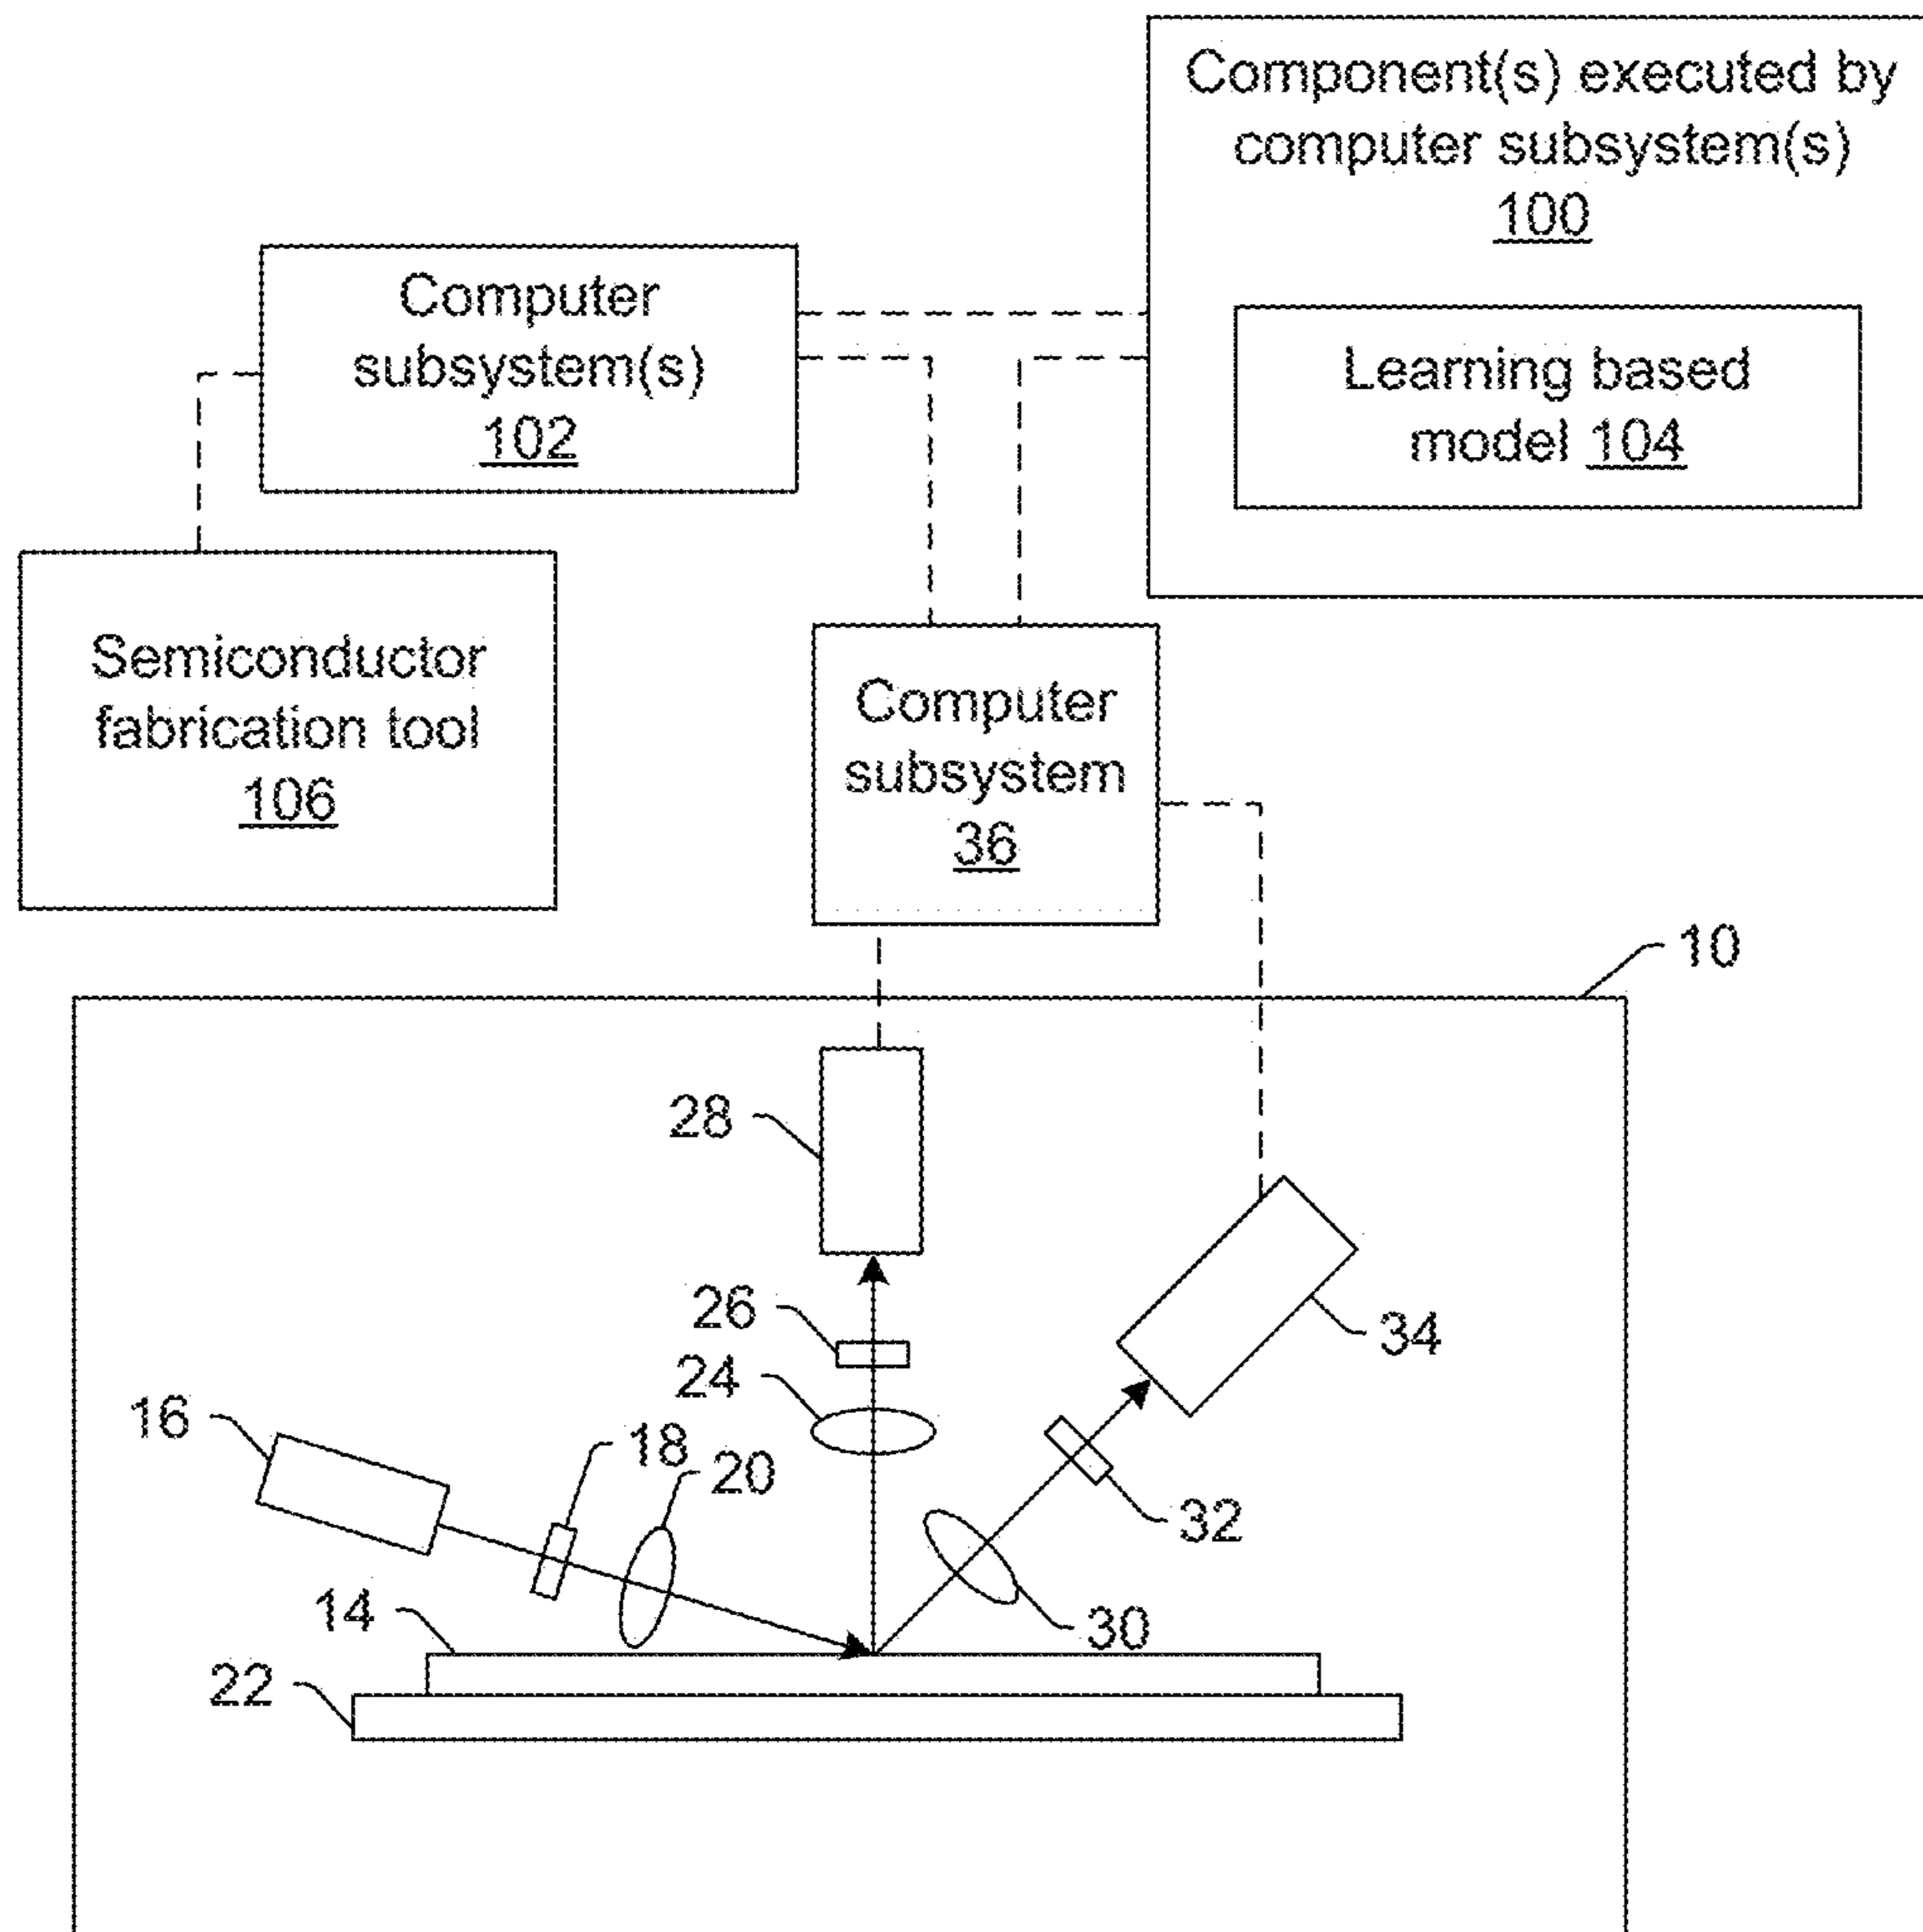 Component(s) executed by
computer subsystem(s)
100
Computer
subsystem(s)
102
Learning based
model 104
Semiconductor
fabrication tool
106
Computer
subsystem
36
10
28
26
34
24
16
18
20
32
14
30
22